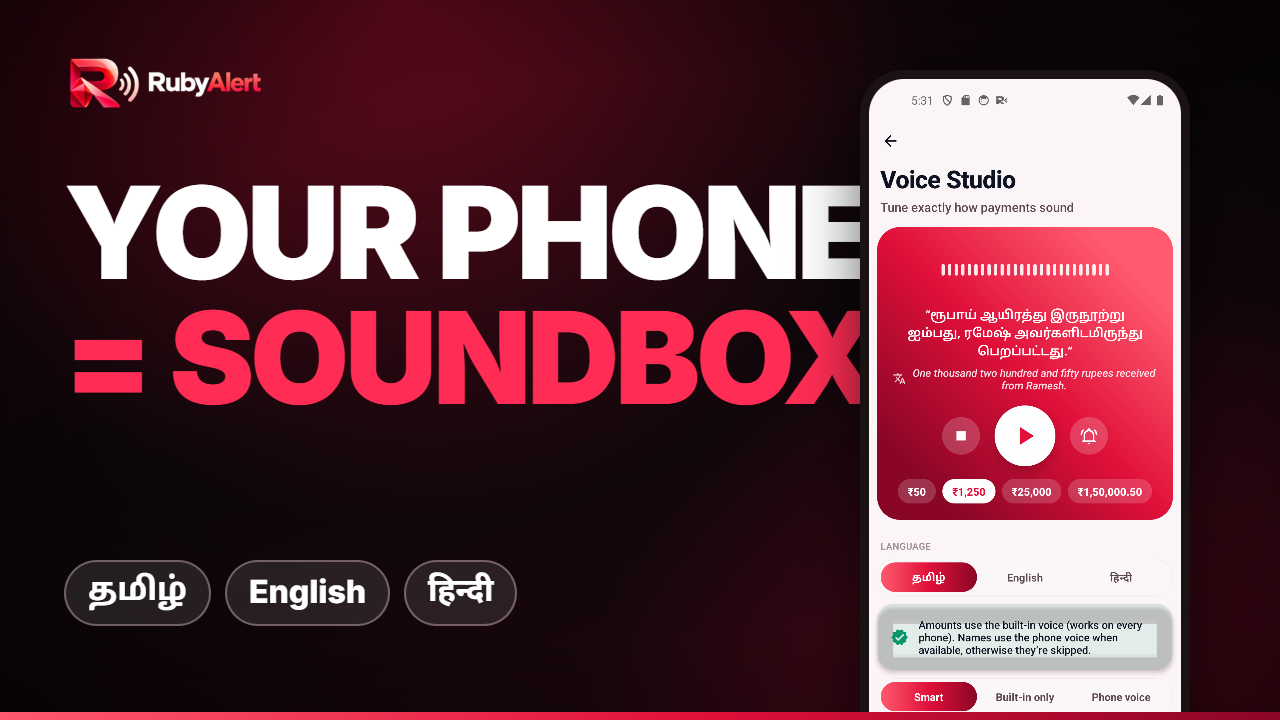 RubyAlert
YOUR PHONE
= SOUNDBOX
தமிழ் English हिन्दी
5:31
Voice Studio
Tune exactly how payments sound
“ரூபாய் ஆயிரத்து இருநூற்று
ஐம்பது, ரமேஷ் அவர்களிடமிருந்து
பெறப்பட்டது.”
One thousand two hundred and fifty rupees received
from Ramesh.
₹50 ₹1,250 ₹25,000 ₹1,50,000.50
LANGUAGE
தமிழ் English हिन्दी
Amounts use the built-in voice (works on every
phone). Names use the phone voice when
available, otherwise they’re skipped.
Smart Built-in only Phone voice